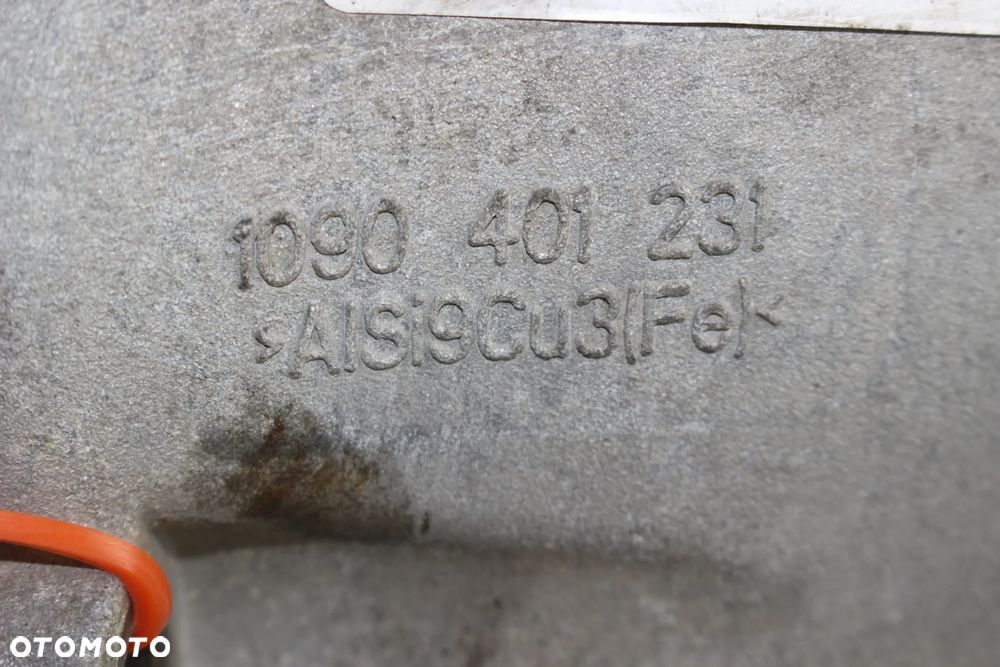 1090 401 231
>AlSi9Cu3(Fe)<
OTOMOTO